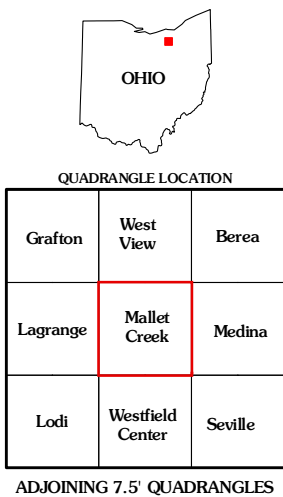 OHIO
QUADRANGLE LOCATION
Grafton
West
View
Berea
Lagrange
Mallet
Creek
Medina
Lodi
Westfield
Center
Seville
ADJOINING 7.5' QUADRANGLES